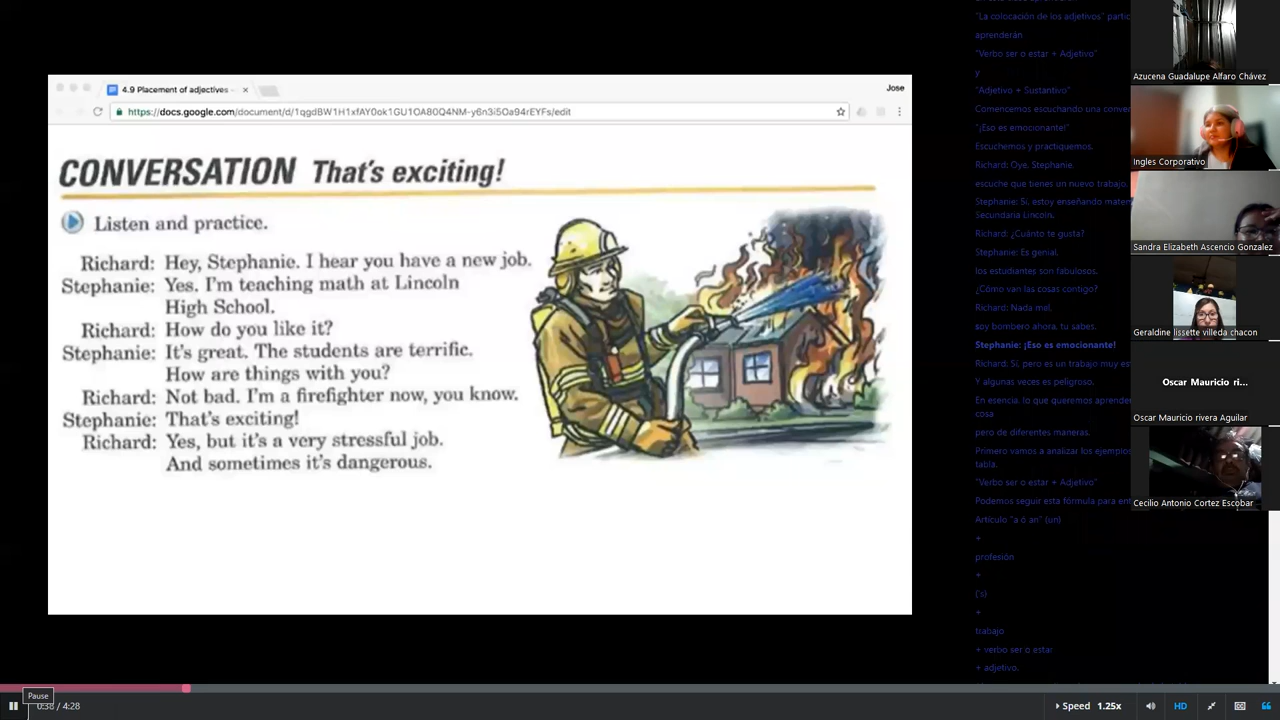 4.9 Placement of adjectives -
Jose
https://docs.google.com/document/d/1qgdBW1H1xfAY0ok1GU1OA80Q4NM-y6n3i5Oa94rEYFs/edit
CONVERSATION That's exciting!
Listen and practice.
Richard: Hey, Stephanie. I hear you have a new job.
Stephanie: Yes. I'm teaching math at Lincoln
High School.
Richard: How do you like it?
Stephanie: It's great. The students are terrific.
How are things with you?
Richard: Not bad. I'm a firefighter now, you know.
Stephanie: That's exciting!
Richard: Yes, but it's a very stressful job.
And sometimes it's dangerous.
"La colocación de los adjetivos" partic
aprenderán
"Verbo ser o estar + Adjetivo"
y
"Adjetivo + Sustantivo"
Comencemos escuchando una conver
"¡Eso es emocionante!"
Escuchemos y practiquemos.
Richard: Oye, Stephanie.
escuche que tienes un nuevo trabajo.
Stephanie: Si, estoy enseñando matem
Secundaria Lincoln.
Richard: ¿Cuánto te gusta?
Stephanie: Es genial.
los estudiantes son fabulosos.
¿Cómo van las cosas contigo?
Richard: Nada mal,
soy bombero ahora, tu sabes.
Stephanie: ¡Eso es emocionante!
Richard: Sí, pero es un trabajo muy es
Y algunas veces es peligroso.
En esencia, lo que queremos aprender
cosa
pero de diferentes maneras.
Primero vamos a analizar los ejemplos
tabla.
"Verbo ser o estar + Adjetivo"
Podemos seguir esta fórmula para ent
Artículo "a ó an" (un)
+
profesión
+
('s)
+
trabajo
+ verbo ser o estar
+ adjetivo.
Azucena Guadalupe Alfaro Chávez
Ingles Corporativo
Sandra Elizabeth Ascencio Gonzalez
Geraldine lissette villeda chacon
Oscar Mauricio ri...
Oscar Mauricio rivera Aguilar
Cecilio Antonio Cortez Escobar
Pause
0:38 / 4:28
Speed 1.25x
HD